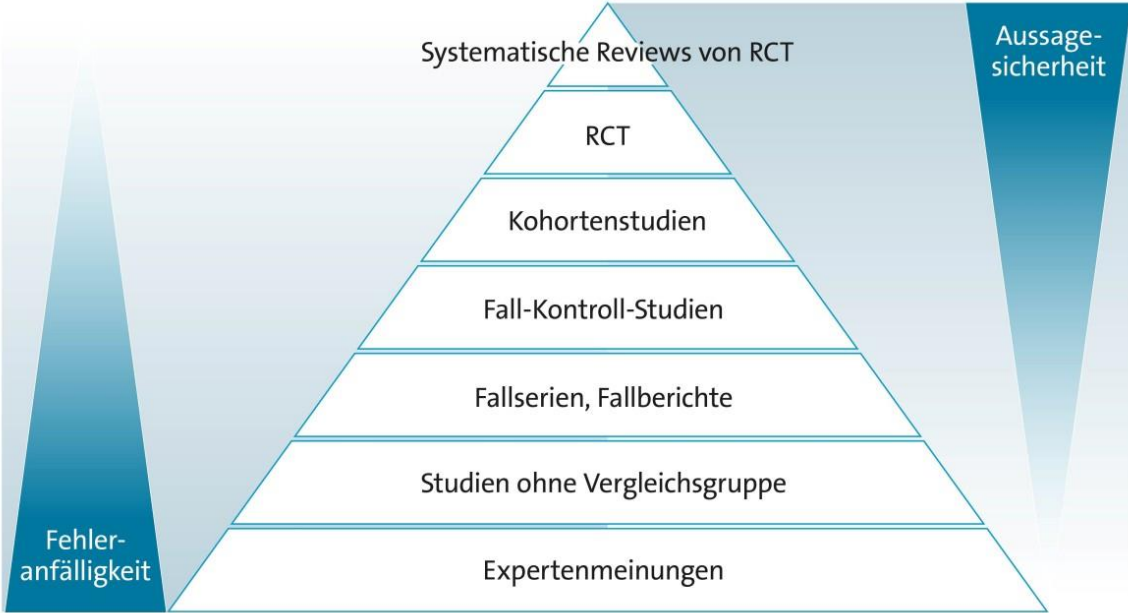 Systematische Reviews von RCT
Aussage-
sicherheit
RCT
Kohortenstudien
Fall-Kontroll-Studien
Fallserien, Fallberichte
Studien ohne Vergleichsgruppe
Fehler-
anfälligkeit
Expertenmeinungen